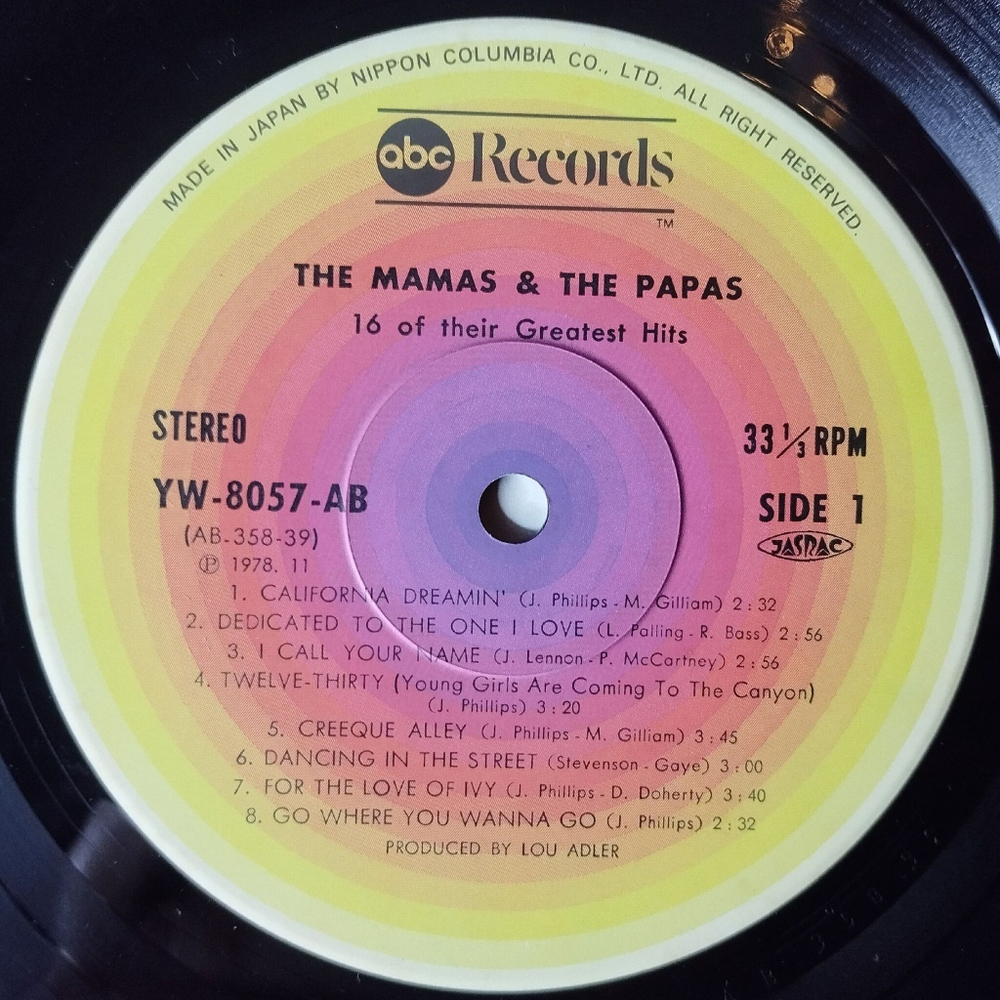 MADE IN JAPAN BY NIPPON COLUMBIA CO., LTD. ALL RIGHT RESERVED.
abc Records
TM
THE MAMAS & THE PAPAS
16 of their Greatest Hits
STEREO
33 1/3 RPM
YW-8057-AB
SIDE 1
(AB-358-39)
JASRAC
℗ 1978. 11
1. CALIFORNIA DREAMIN' (J. Phillips - M. Gilliam) 2 : 32
2. DEDICATED TO THE ONE I LOVE (L. Palling - R. Bass) 2 : 56
3. I CALL YOUR NAME (J. Lennon - P. McCartney) 2 : 56
4. TWELVE-THIRTY (Young Girls Are Coming To The Canyon)
(J. Phillips) 3 : 20
5. CREEQUE ALLEY (J. Phillips - M. Gilliam) 3 : 45
6. DANCING IN THE STREET (Stevenson - Gaye) 3 : 00
7. FOR THE LOVE OF IVY (J. Phillips - D. Doherty) 3 : 40
8. GO WHERE YOU WANNA GO (J. Phillips) 2 : 32
PRODUCED BY LOU ADLER